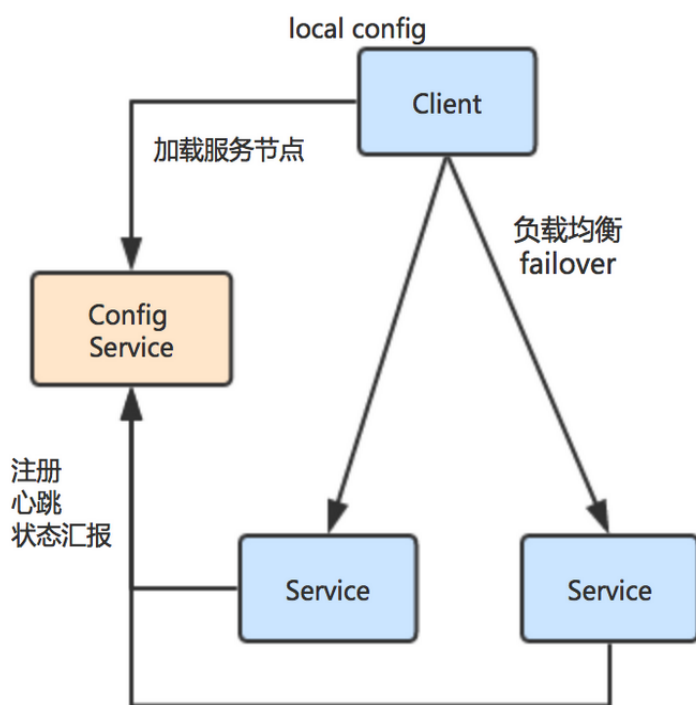 local config
Client
加载服务节点
负载均衡
failover
Config
Service
注册
心跳
状态汇报
Service
Service